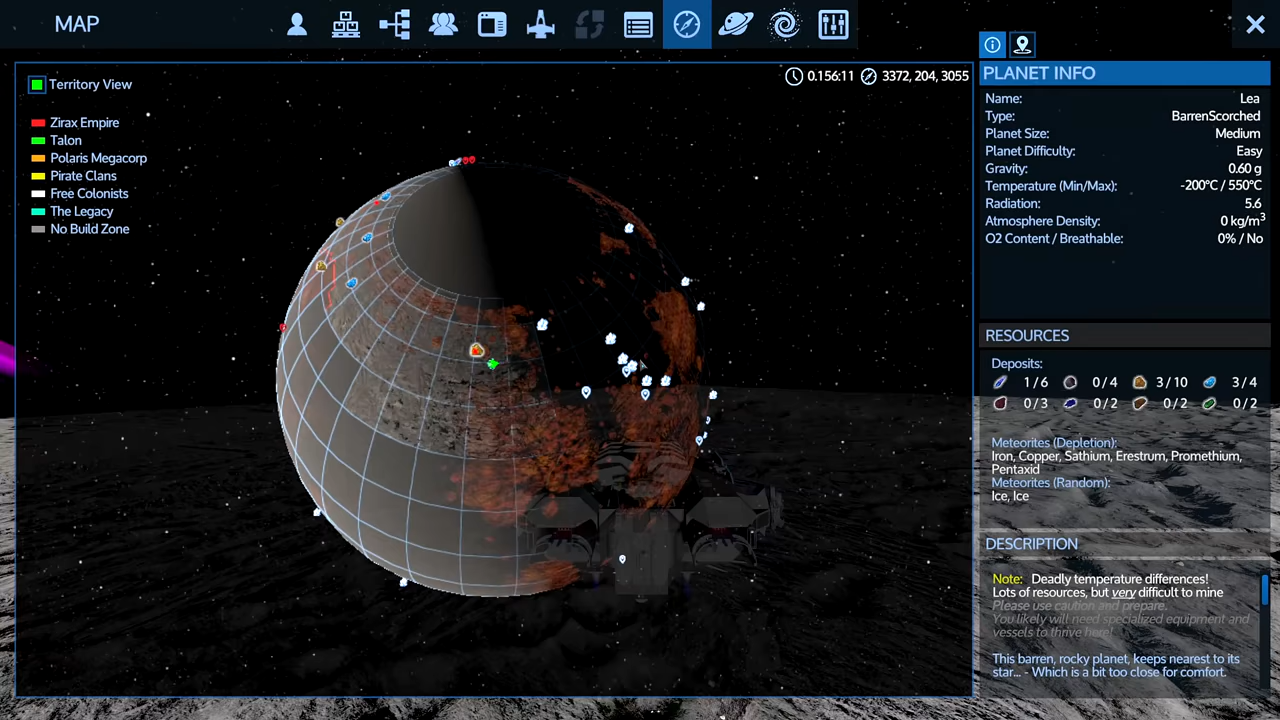 MAP
Territory View
Zirax Empire
Talon
Polaris Megacorp
Pirate Clans
Free Colonists
The Legacy
No Build Zone
0.156:11 3372, 204, 3055
PLANET INFO
Name: Lea
Type: BarrenScorched
Planet Size: Medium
Planet Difficulty: Easy
Gravity: 0.60 g
Temperature (Min/Max): -200°C / 550°C
Radiation: 5.6
Atmosphere Density: 0 kg/m³
O2 Content / Breathable: 0% / No
RESOURCES
Deposits:
1/6 0/4 3/10 3/4
0/3 0/2 0/2 0/2
Meteorites (Depletion):
Iron, Copper, Sathium, Erestrum, Promethium,
Pentaxid
Meteorites (Random):
Ice, Ice
DESCRIPTION
Note: Deadly temperature differences!
Lots of resources, but very difficult to mine
Please use caution and prepare.
You likely will need specialized equipment and
vessels to thrive here!
This barren, rocky planet, keeps nearest to its
star... - Which is a bit too close for comfort.